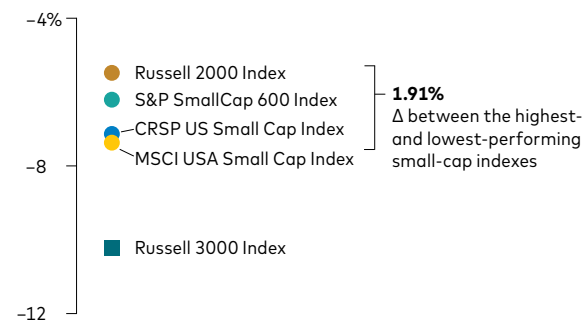 –4%
Russell 2000 Index
S&P SmallCap 600 Index
CRSP US Small Cap Index
MSCI USA Small Cap Index
1.91%
Δ between the highest-
and lowest-performing
small-cap indexes
–8
Russell 3000 Index
–12